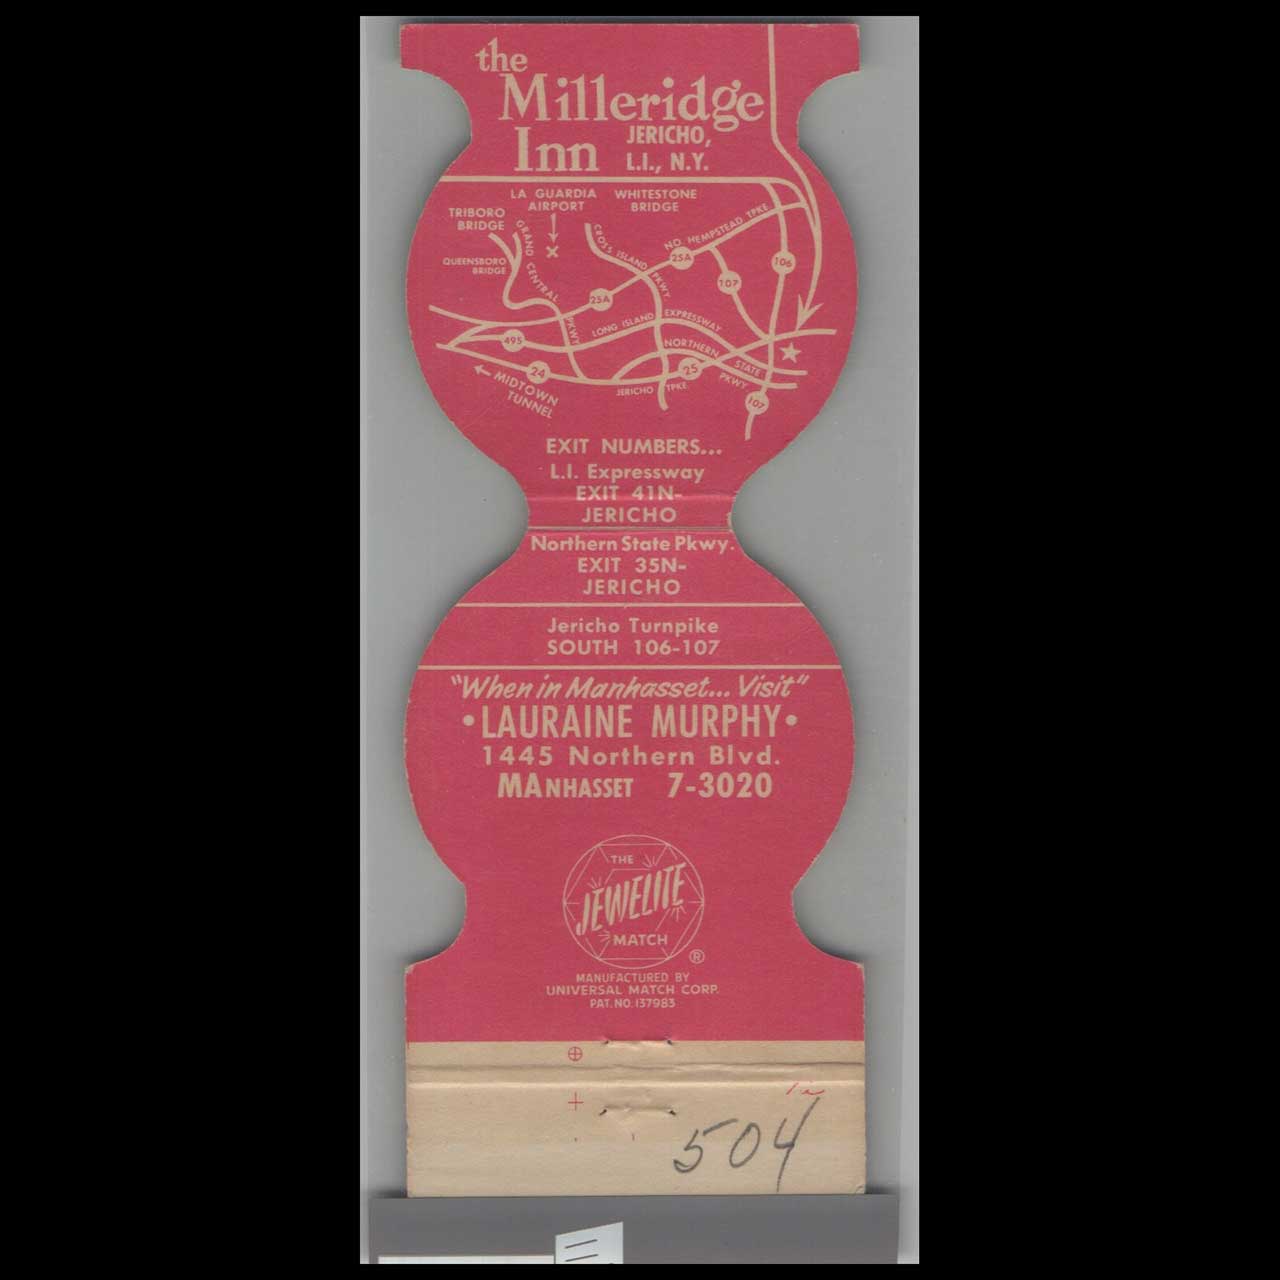 the
Milleridge
Inn JERICHO,
L.I., N.Y.
LA GUARDIA
AIRPORT
WHITESTONE
BRIDGE
TRIBORO
BRIDGE
QUEENSBORO
BRIDGE
GRAND CENTRAL PKWY
CROSS ISLAND PKWY.
NO HEMPSTEAD TPKE.
25A
106
107
25A
LONG ISLAND EXPRESSWAY
495
NORTHERN STATE PKWY
24
25
MIDTOWN
TUNNEL
JERICHO TPKE.
107
EXIT NUMBERS...
L.I. Expressway
EXIT 41N-
JERICHO
Northern State Pkwy.
EXIT 35N-
JERICHO
Jericho Turnpike
SOUTH 106-107
"When in Manhasset... Visit"
•LAURAINE MURPHY•
1445 Northern Blvd.
MANHASSET 7-3020
THE
JEWELITE
MATCH
®
MANUFACTURED BY
UNIVERSAL MATCH CORP.
PAT. NO. 137983
504